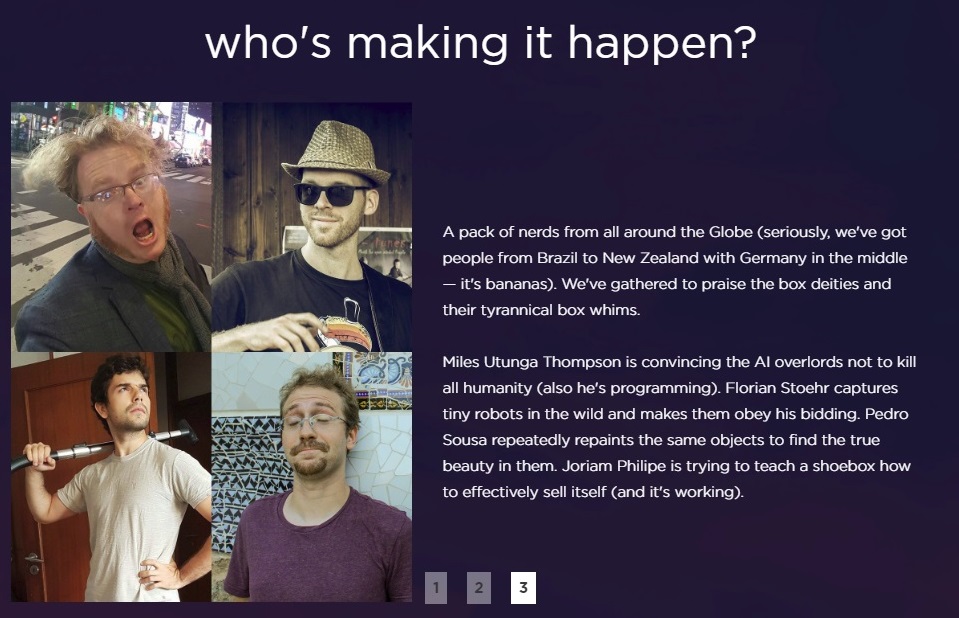 who's making it happen?
A pack of nerds from all around the Globe (seriously, we've got
people from Brazil to New Zealand with Germany in the middle
— it's bananas). We've gathered to praise the box deities and
their tyrannical box whims.
Miles Utunga Thompson is convincing the AI overlords not to kill
all humanity (also he's programming). Florian Stoehr captures
tiny robots in the wild and makes them obey his bidding. Pedro
Sousa repeatedly repaints the same objects to find the true
beauty in them. Joriam Philipe is trying to teach a shoebox how
to effectively sell itself (and it's working).
1 2 3